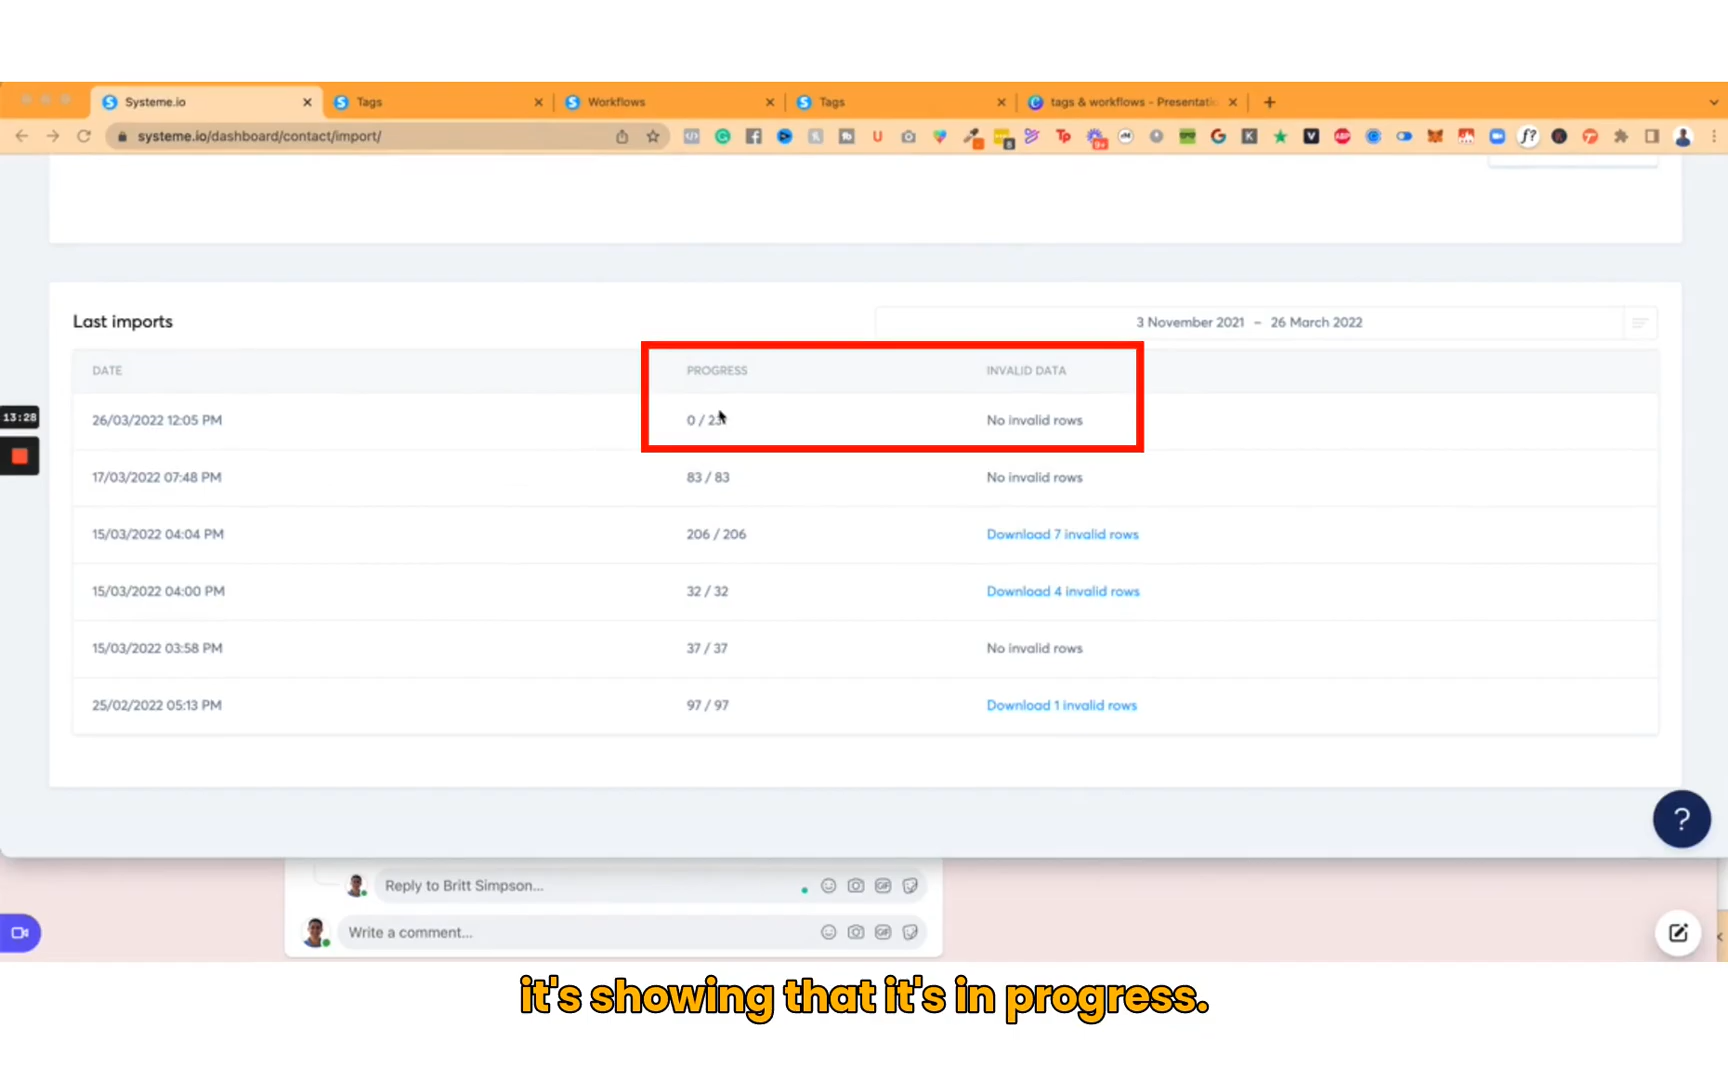 Systeme.io
Tags
Workflows
Tags
tags & workflows - Presentatio
systeme.io/dashboard/contact/import/
Last imports
3 November 2021 – 26 March 2022
DATE PROGRESS INVALID DATA
26/03/2022 12:05 PM 0 / 23 No invalid rows
17/03/2022 07:48 PM 83 / 83 No invalid rows
15/03/2022 04:04 PM 206 / 206 Download 7 invalid rows
15/03/2022 04:00 PM 32 / 32 Download 4 invalid rows
15/03/2022 03:58 PM 37 / 37 No invalid rows
25/02/2022 05:13 PM 97 / 97 Download 1 invalid rows
13:28
?
Reply to Britt Simpson...
Write a comment...
it's showing that it's in progress.